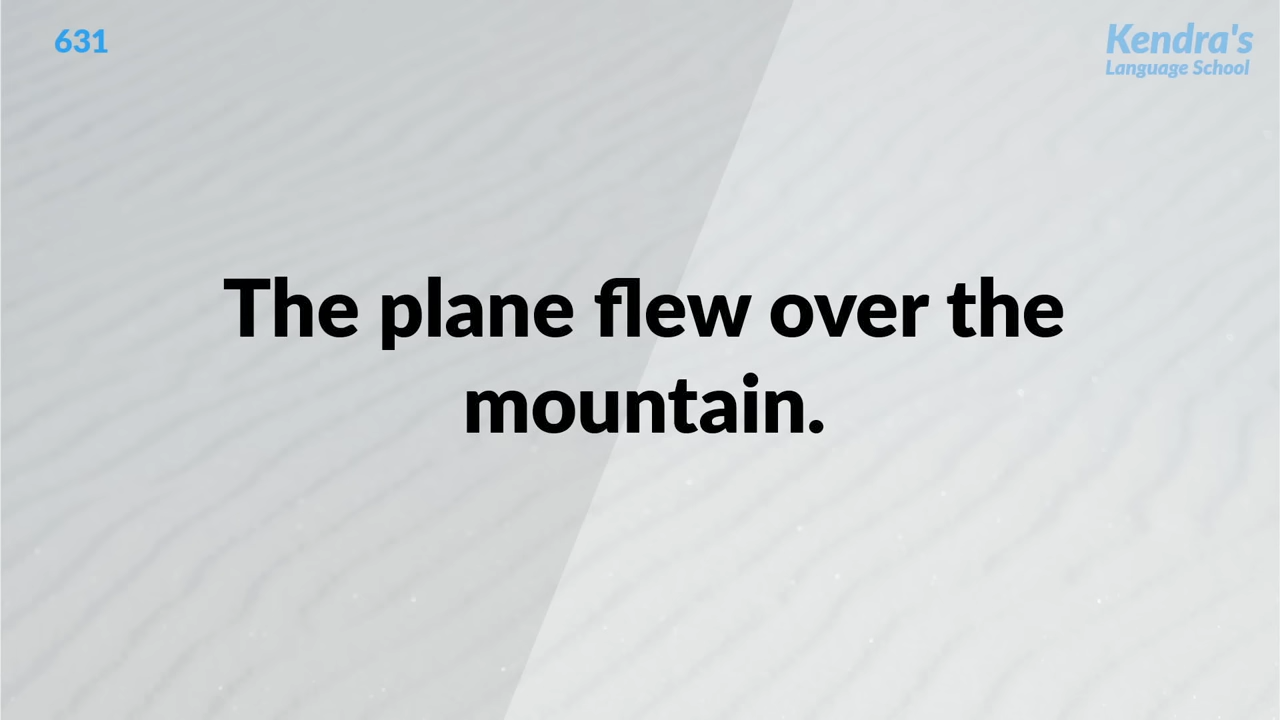 631
Kendra's
Language School
The plane flew over the
mountain.